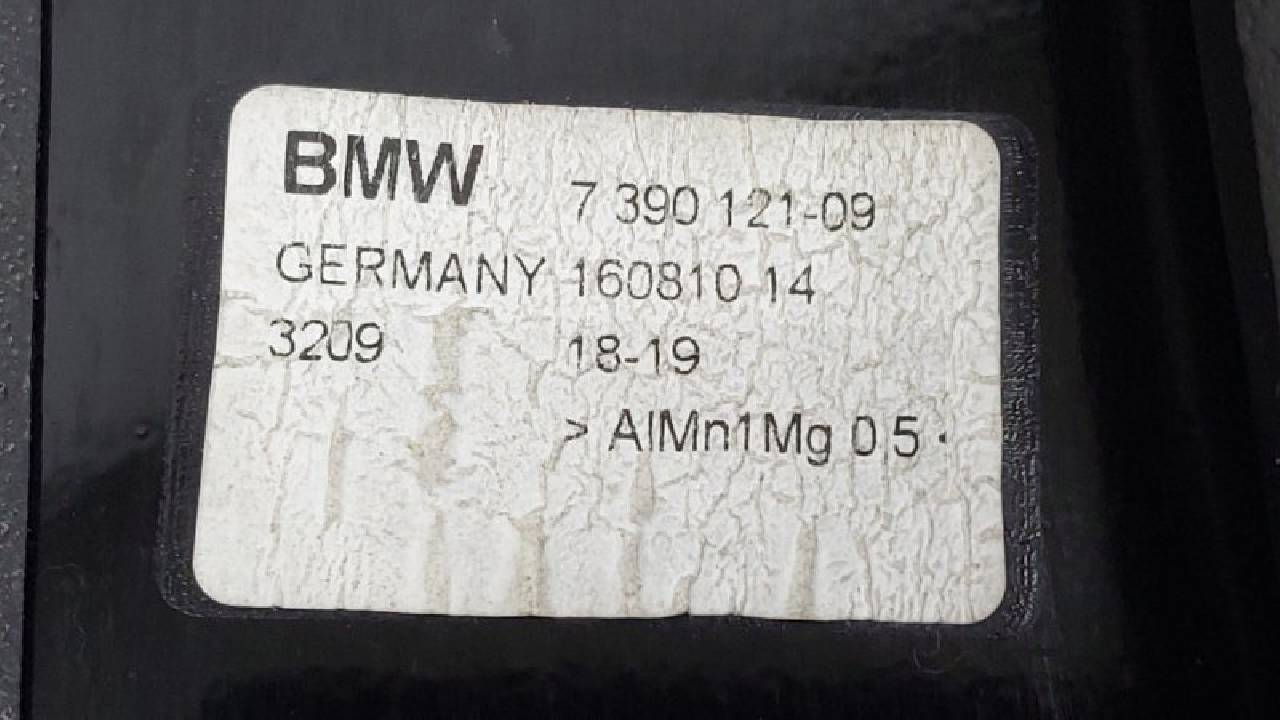 BMW 7 390 121-09
GERMANY 160810 14
3209 18-19
> AlMn1Mg 0,5 ·